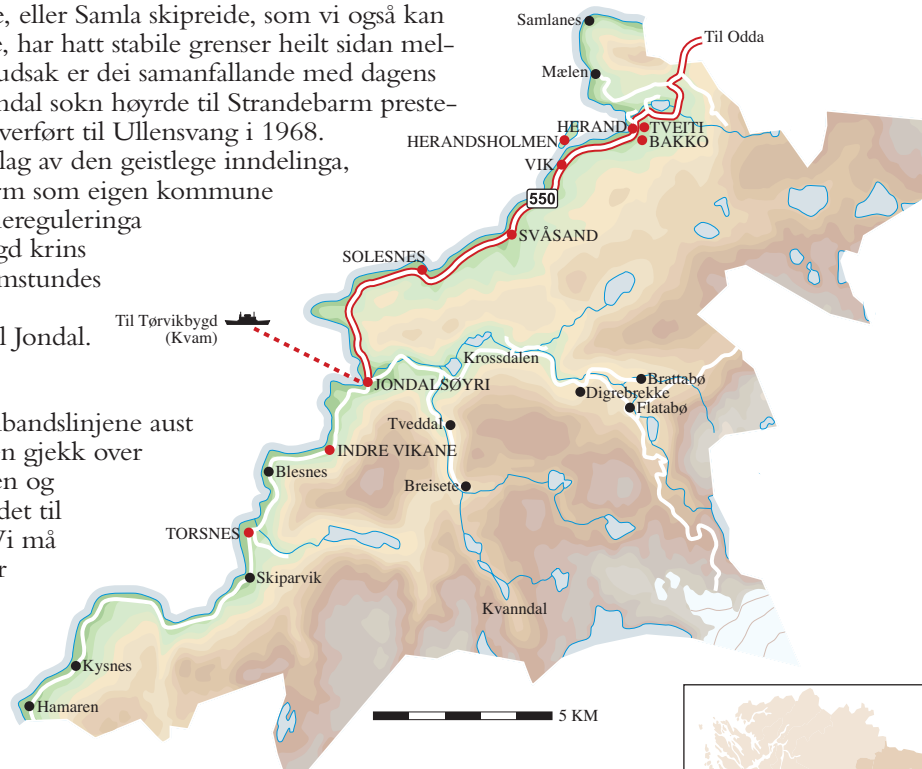 e, eller Samla skipreide, som vi også kan
e, har hatt stabile grenser heilt sidan mel-
udsak er dei samanfallande med dagens
ndal sokn høyrde til Strandebarm preste-
verført til Ullensvang i 1968.
lag av den geistlege inndelinga,
rm som eigen kommune
nereguleringa
gd krins
mstundes
l Jondal.
lbandslinjene aust
n gjekk over
en og
det til
Vi må
r
Samlanes
Til Odda
Mælen
HERAND
TVEITI
HERANDSHOLMEN
BAKKO
VIK
550
SVÅSAND
SOLESNES
Til Tørvikbygd
(Kvam)
Krossdalen
JONDALSØYRI
Brattabø
Digrebrekke
Flatabø
Tveddal
INDRE VIKANE
Blesnes
Breisete
TORSNES
Skiparvik
Kvanndal
Kysnes
Hamaren
5 KM